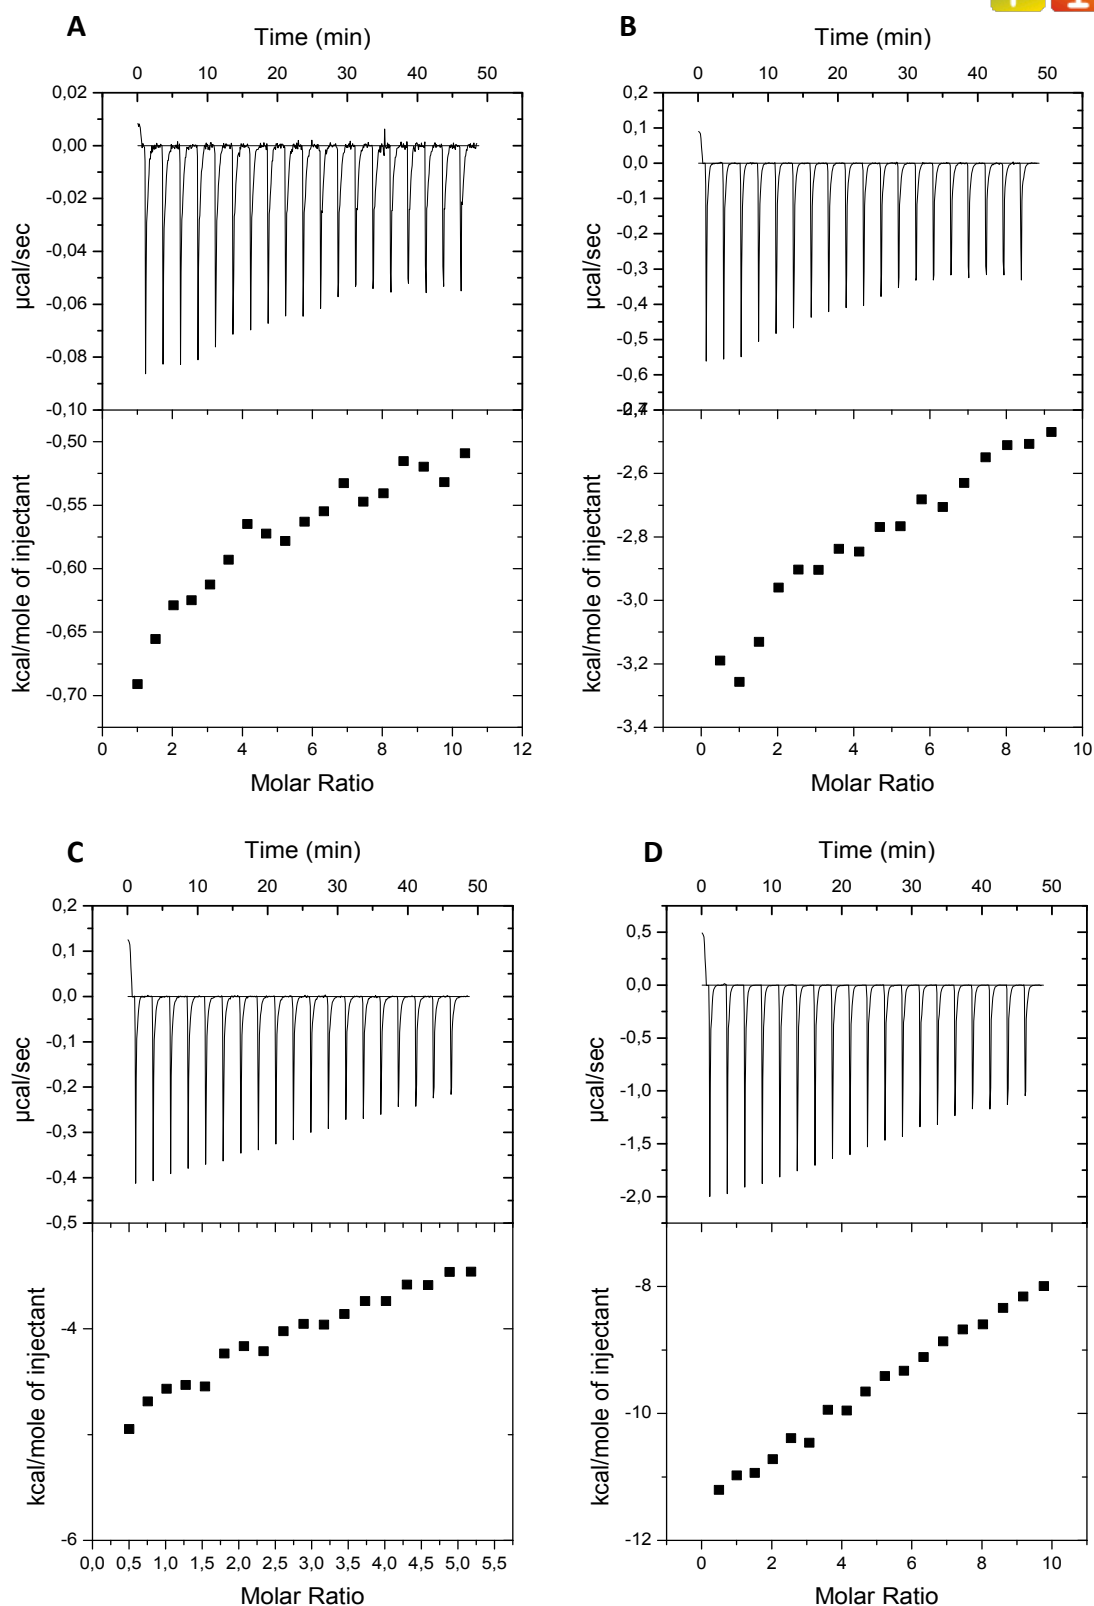 A
Time (min)
0 10 20 30 40 50
0,02
0,00
-0,02
-0,04
-0,06
-0,08
-0,10
µcal/sec
-0,50
-0,55
-0,60
-0,65
-0,70
kcal/mole of injectant
0 2 4 6 8 10 12
Molar Ratio
B
Time (min)
0 10 20 30 40 50
0,2
0,1
0,0
-0,1
-0,2
-0,3
-0,4
-0,5
-0,6
µcal/sec
-2,6
-2,8
-3,0
-3,2
-3,4
kcal/mole of injectant
0 2 4 6 8 10
Molar Ratio
C
Time (min)
0 10 20 30 40 50
0,2
0,1
0,0
-0,1
-0,2
-0,3
-0,4
-0,5
µcal/sec
-4
-6
kcal/mole of injectant
0,0 0,5 1,0 1,5 2,0 2,5 3,0 3,5 4,0 4,5 5,0 5,5
Molar Ratio
D
Time (min)
0 10 20 30 40 50
0,5
0,0
-0,5
-1,0
-1,5
-2,0
µcal/sec
-8
-10
-12
kcal/mole of injectant
0 2 4 6 8 10
Molar Ratio